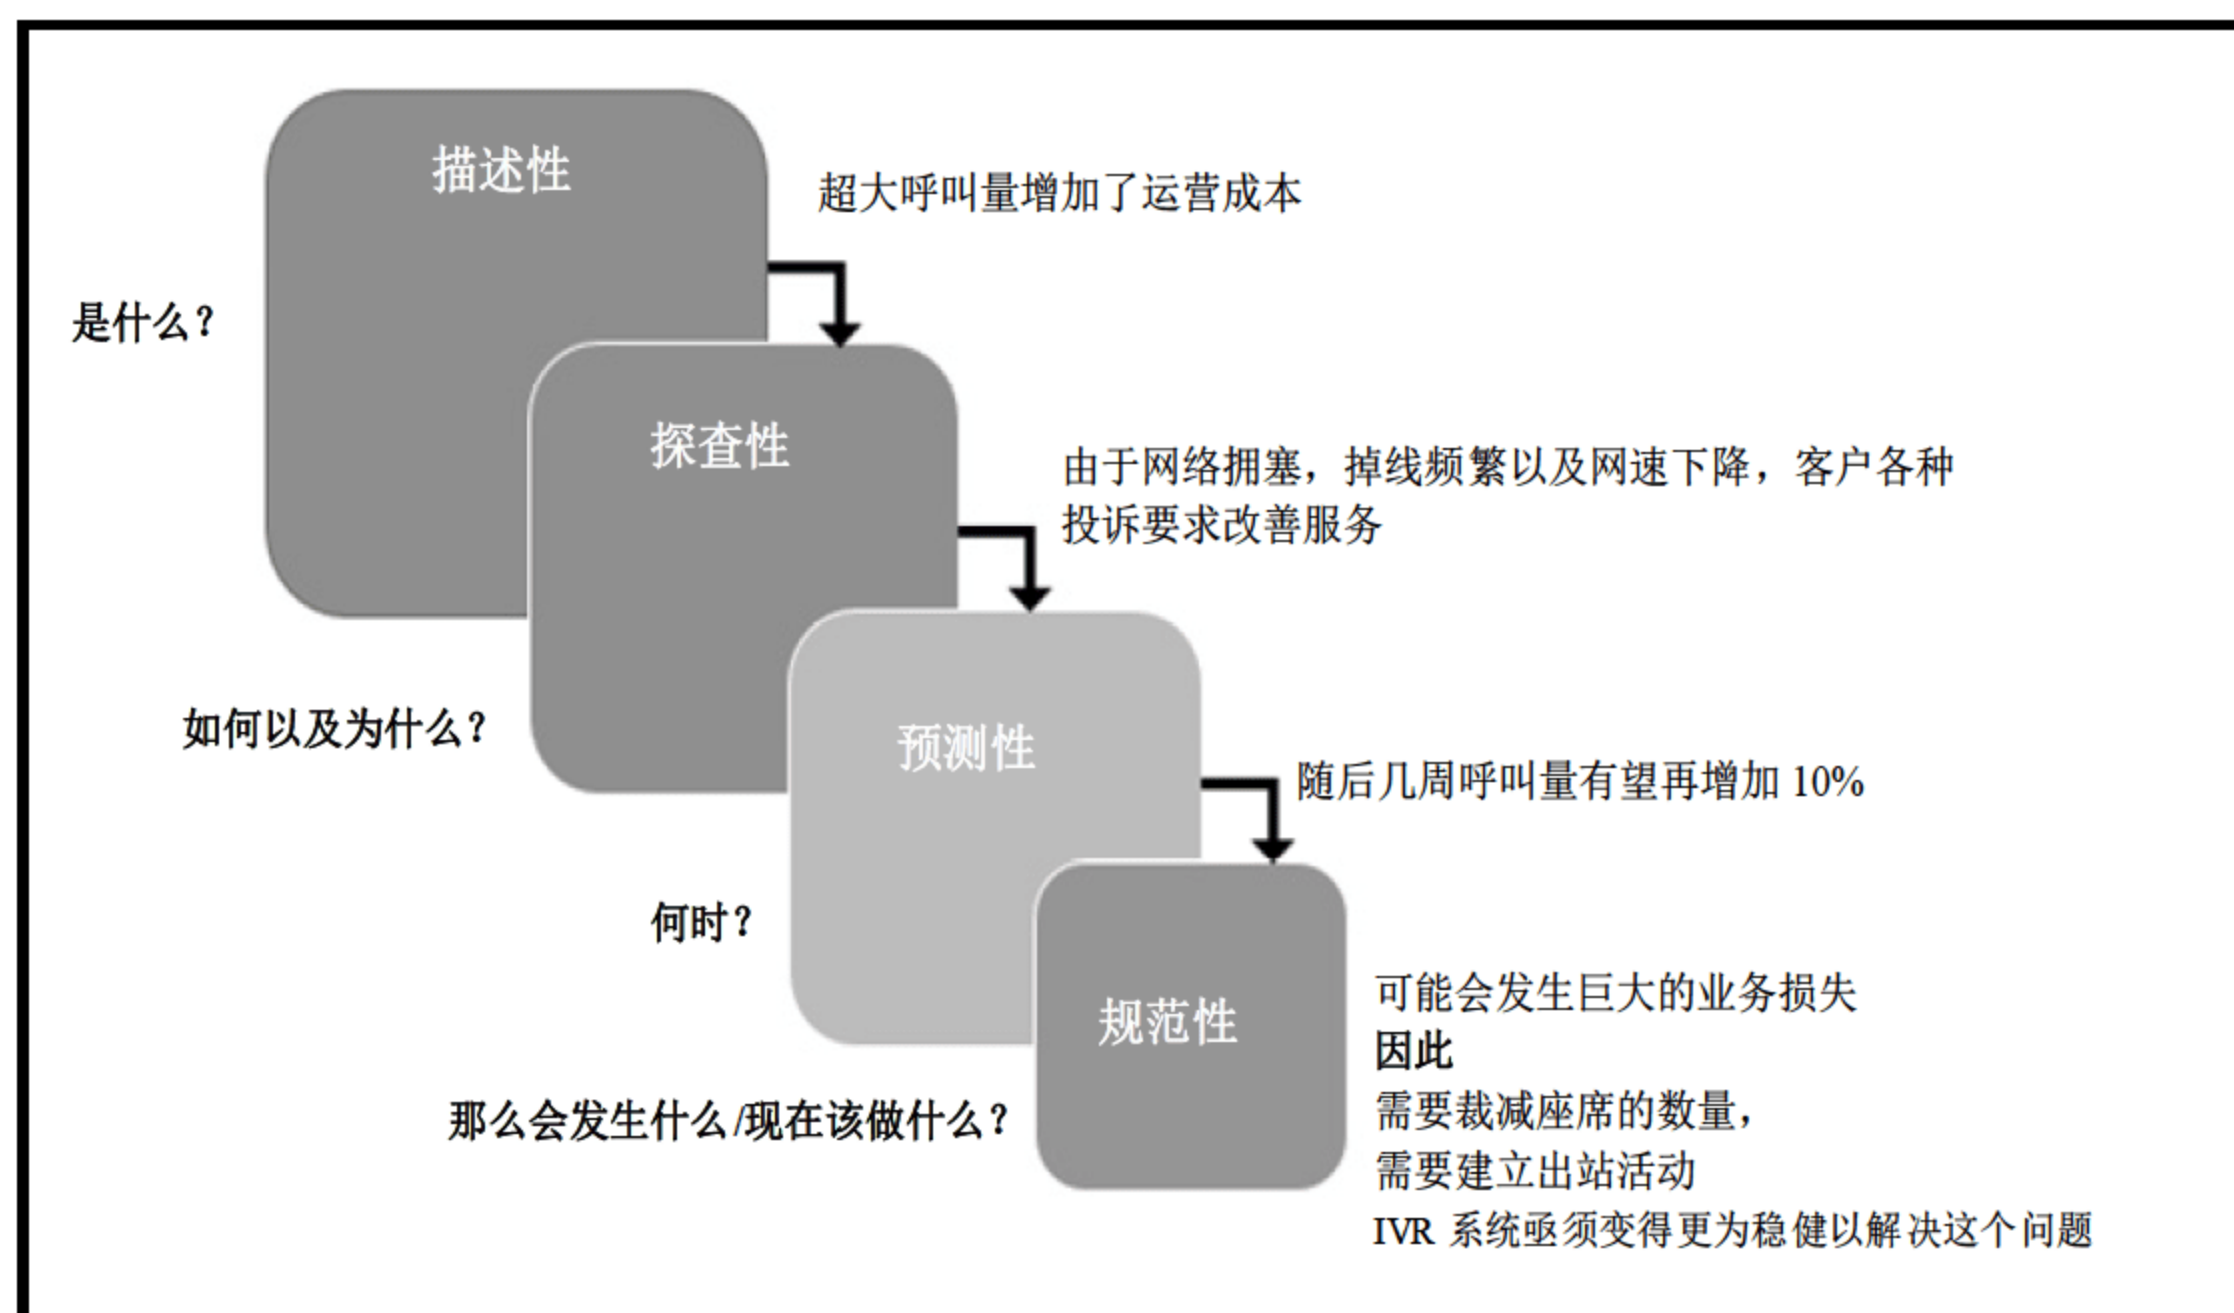 描述性
超大呼叫量增加了运营成本
是什么？
探查性
由于网络拥塞，掉线频繁以及网速下降，客户各种
投诉要求改善服务
如何以及为什么？
预测性
随后几周呼叫量有望再增加 10%
何时？
规范性
可能会发生巨大的业务损失
因此
需要裁减座席的数量，
需要建立出站活动
IVR 系统亟须变得更为稳健以解决这个问题
那么会发生什么/现在该做什么？